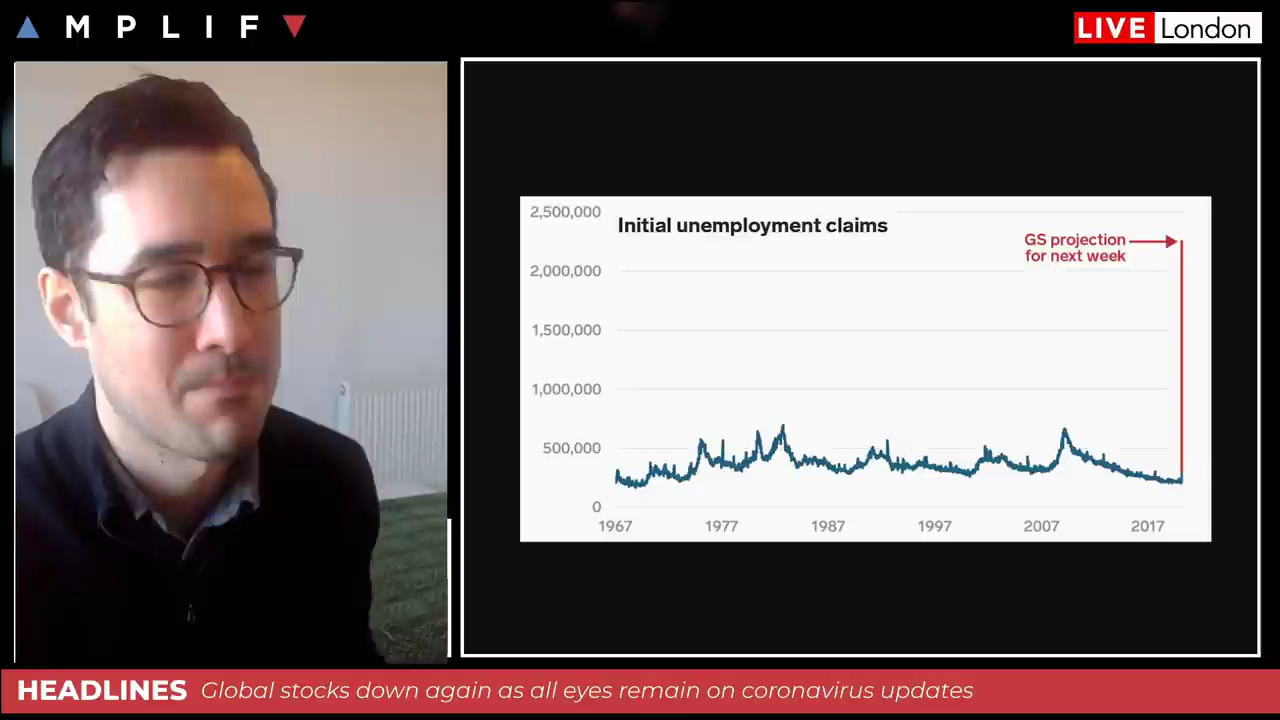 ▲ M P L I F ▼
LIVE London
2,500,000
Initial unemployment claims
GS projection
for next week
2,000,000
1,500,000
1,000,000
500,000
0
1967 1977 1987 1997 2007 2017
HEADLINES Global stocks down again as all eyes remain on coronavirus updates